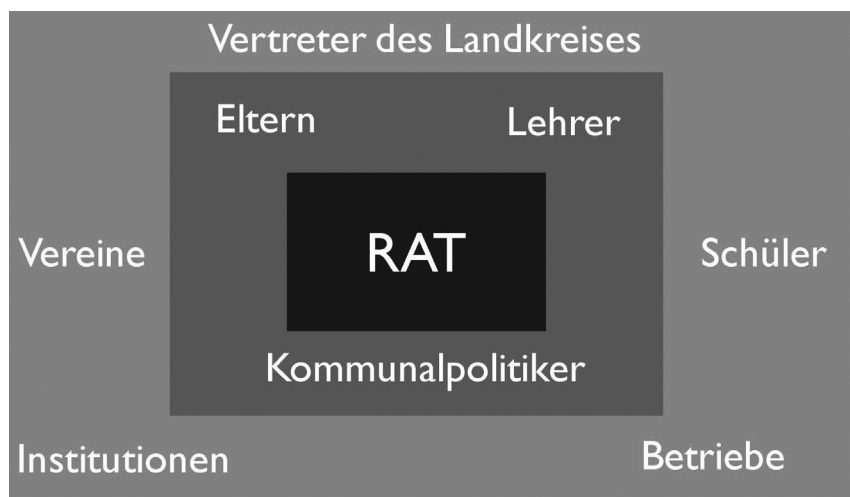 Vertreter des Landkreises
Eltern
Lehrer
Vereine
RAT
Schüler
Kommunalpolitiker
Institutionen
Betriebe